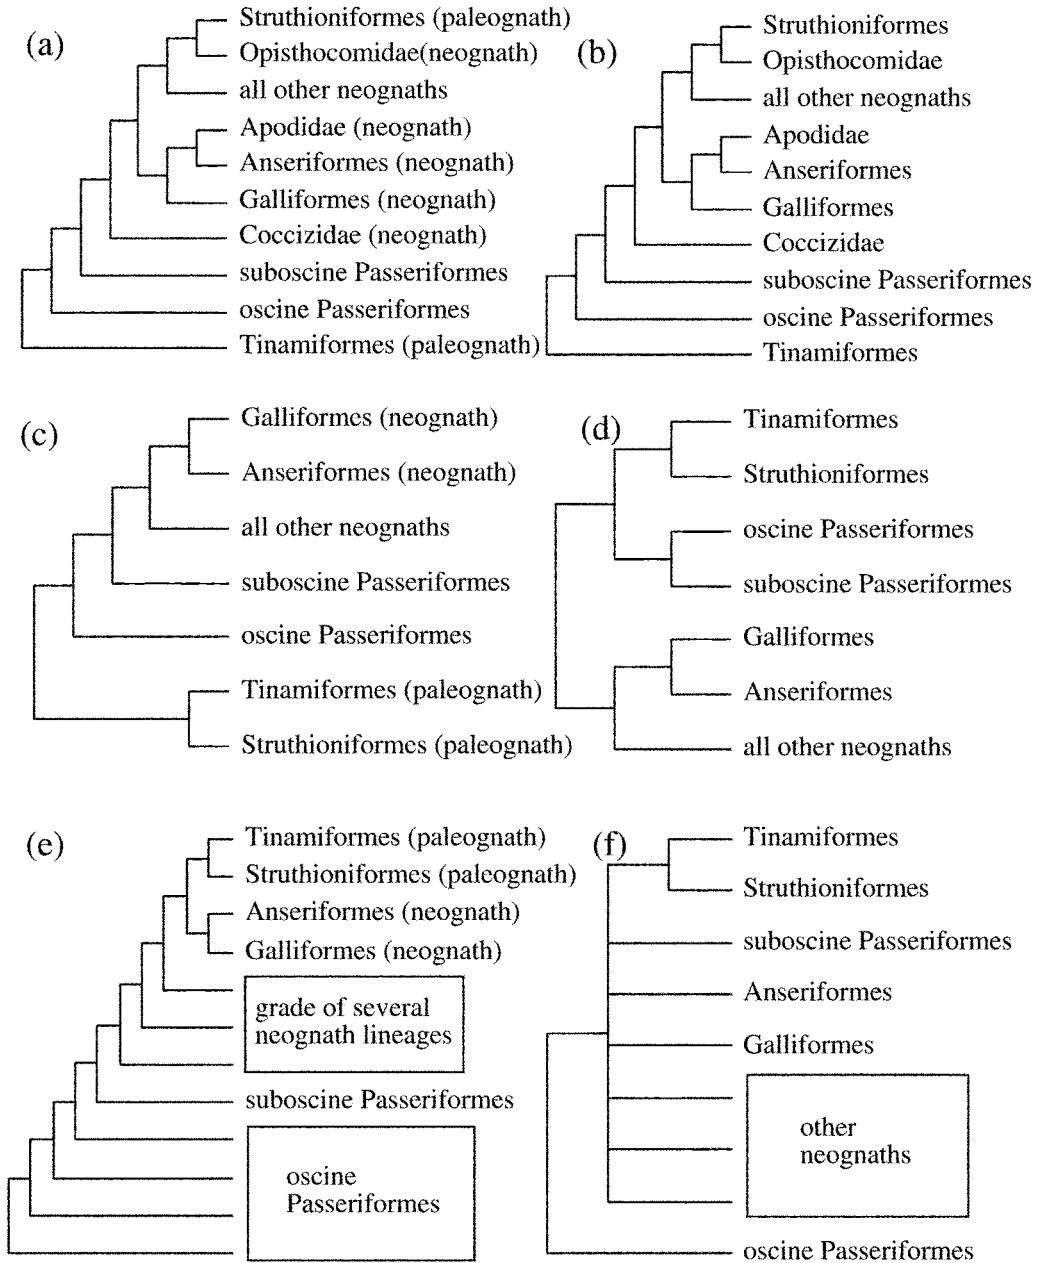 (a)
Struthioniformes (paleognath)
Opisthocomidae(neognath)
all other neognaths
Apodidae (neognath)
Anseriformes (neognath)
Galliformes (neognath)
Coccizidae (neognath)
suboscine Passeriformes
oscine Passeriformes
Tinamiformes (paleognath)
(b)
Struthioniformes
Opisthocomidae
all other neognaths
Apodidae
Anseriformes
Galliformes
Coccizidae
suboscine Passeriformes
oscine Passeriformes
Tinamiformes
(c)
Galliformes (neognath)
Anseriformes (neognath)
all other neognaths
suboscine Passeriformes
oscine Passeriformes
Tinamiformes (paleognath)
Struthioniformes (paleognath)
(d)
Tinamiformes
Struthioniformes
oscine Passeriformes
suboscine Passeriformes
Galliformes
Anseriformes
all other neognaths
(e)
Tinamiformes (paleognath)
Struthioniformes (paleognath)
Anseriformes (neognath)
Galliformes (neognath)
grade of several
neognath lineages
suboscine Passeriformes
oscine
Passeriformes
(f)
Tinamiformes
Struthioniformes
suboscine Passeriformes
Anseriformes
Galliformes
other
neognaths
oscine Passeriformes